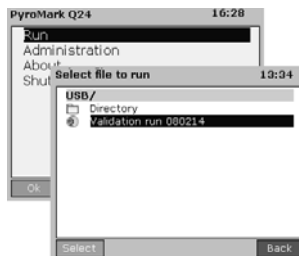 PyroMark Q24 16:28
Run
Administration
About
Shut
Ok
Select file to run 13:34
USB/
Directory
Validation run 080214
Select Back